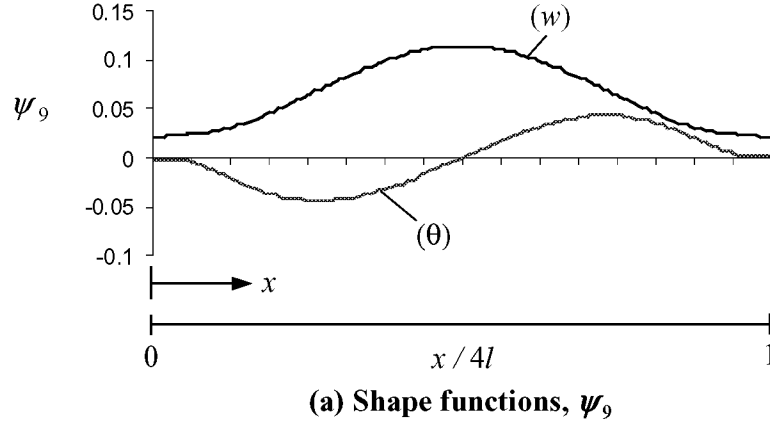 0.15
(w)
0.1
ψ9
0.05
0
-0.05
(θ)
-0.1
x
0
x / 4l
1
(a) Shape functions, ψ9